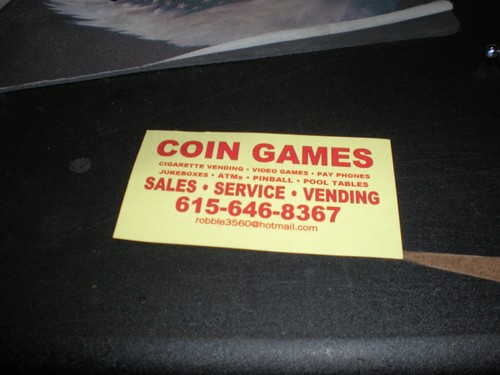 COIN GAMES
CIGARETTE VENDING • VIDEO GAMES • PAY PHONES
JUKEBOXES • ATMs • PINBALL • POOL TABLES
SALES • SERVICE • VENDING
615-646-8367
robbie3560@hotmail.com